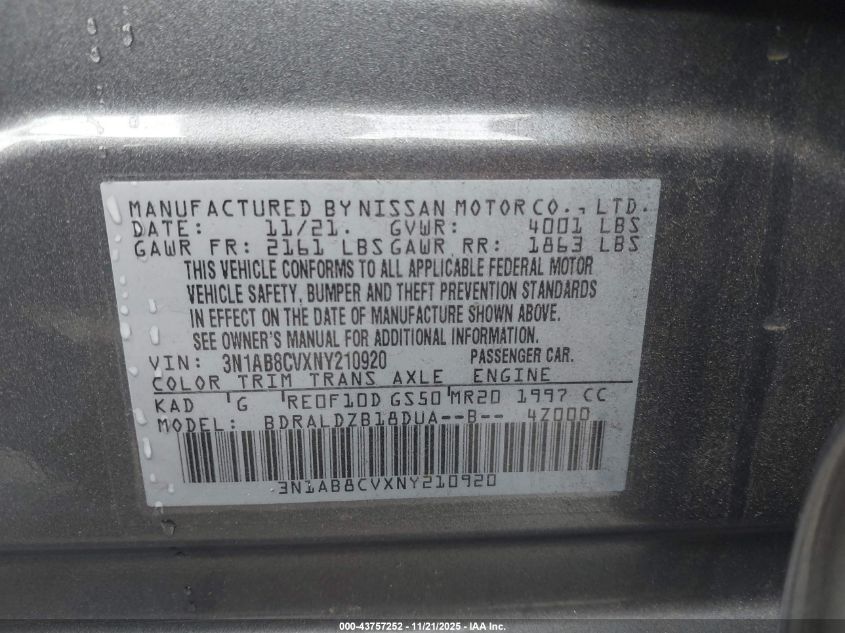 MANUFACTURED BY NISSAN MOTOR CO., LTD.
DATE: 11/21. GVWR: 4001 LBS
GAWR FR: 2161 LBS GAWR RR: 1863 LBS
THIS VEHICLE CONFORMS TO ALL APPLICABLE FEDERAL MOTOR
VEHICLE SAFETY, BUMPER AND THEFT PREVENTION STANDARDS
IN EFFECT ON THE DATE OF MANUFACTURE SHOWN ABOVE.
SEE OWNER'S MANUAL FOR ADDITIONAL INFORMATION.
VIN: 3N1AB8CVXNY210920 PASSENGER CAR.
COLOR TRIM TRANS AXLE ENGINE
KAD G RE0F10D GS50 MR20 1997 CC
MODEL: BDRALDZB18DUA--B-- 4Z000
3N1AB8CVXNY210920
000-43757252 - 11/21/2025 - IAA Inc.